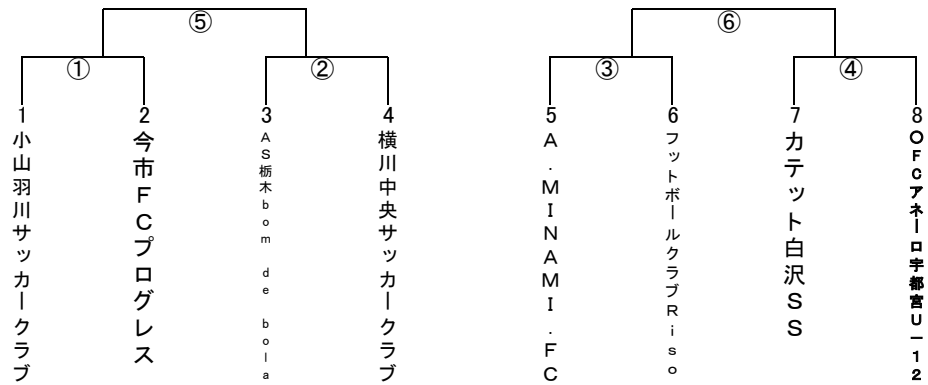 ⑤ ⑥
① ② ③ ④
1 2 3 4 5 6 7 8
小山羽川サッカークラブ
今市FCプログレス
AS栃木bom de bola
横川中央サッカークラブ
A.MINAMI.FC
フットボールクラブRiso
カテット白沢SS
○FCアネーロ宇都宮U-12